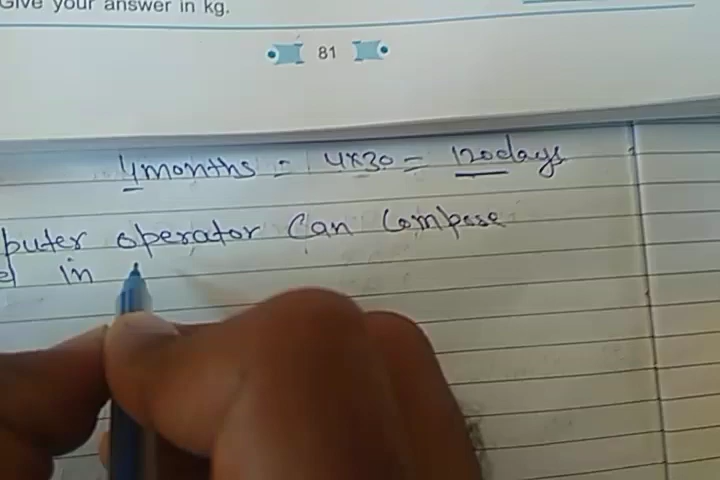 Give your answer in kg.
81
4months = 4x30 = 120days
puter operator Can Compose
in